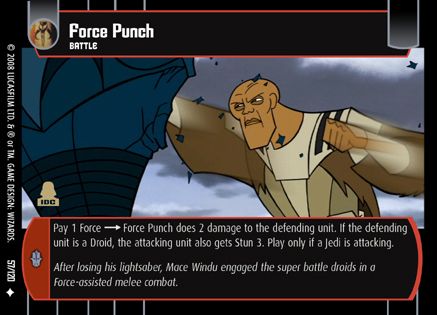 Force Punch
BATTLE
Pay 1 Force → Force Punch does 2 damage to the defending unit. If the defending
unit is a Droid, the attacking unit also gets Stun 3. Play only if a Jedi is attacking.
After losing his lightsaber, Mace Windu engaged the super battle droids in a
Force-assisted melee combat.
IDC
© 2008 LUCASFILM LTD. & ® or TM. GAME DESIGN: WIZARDS.